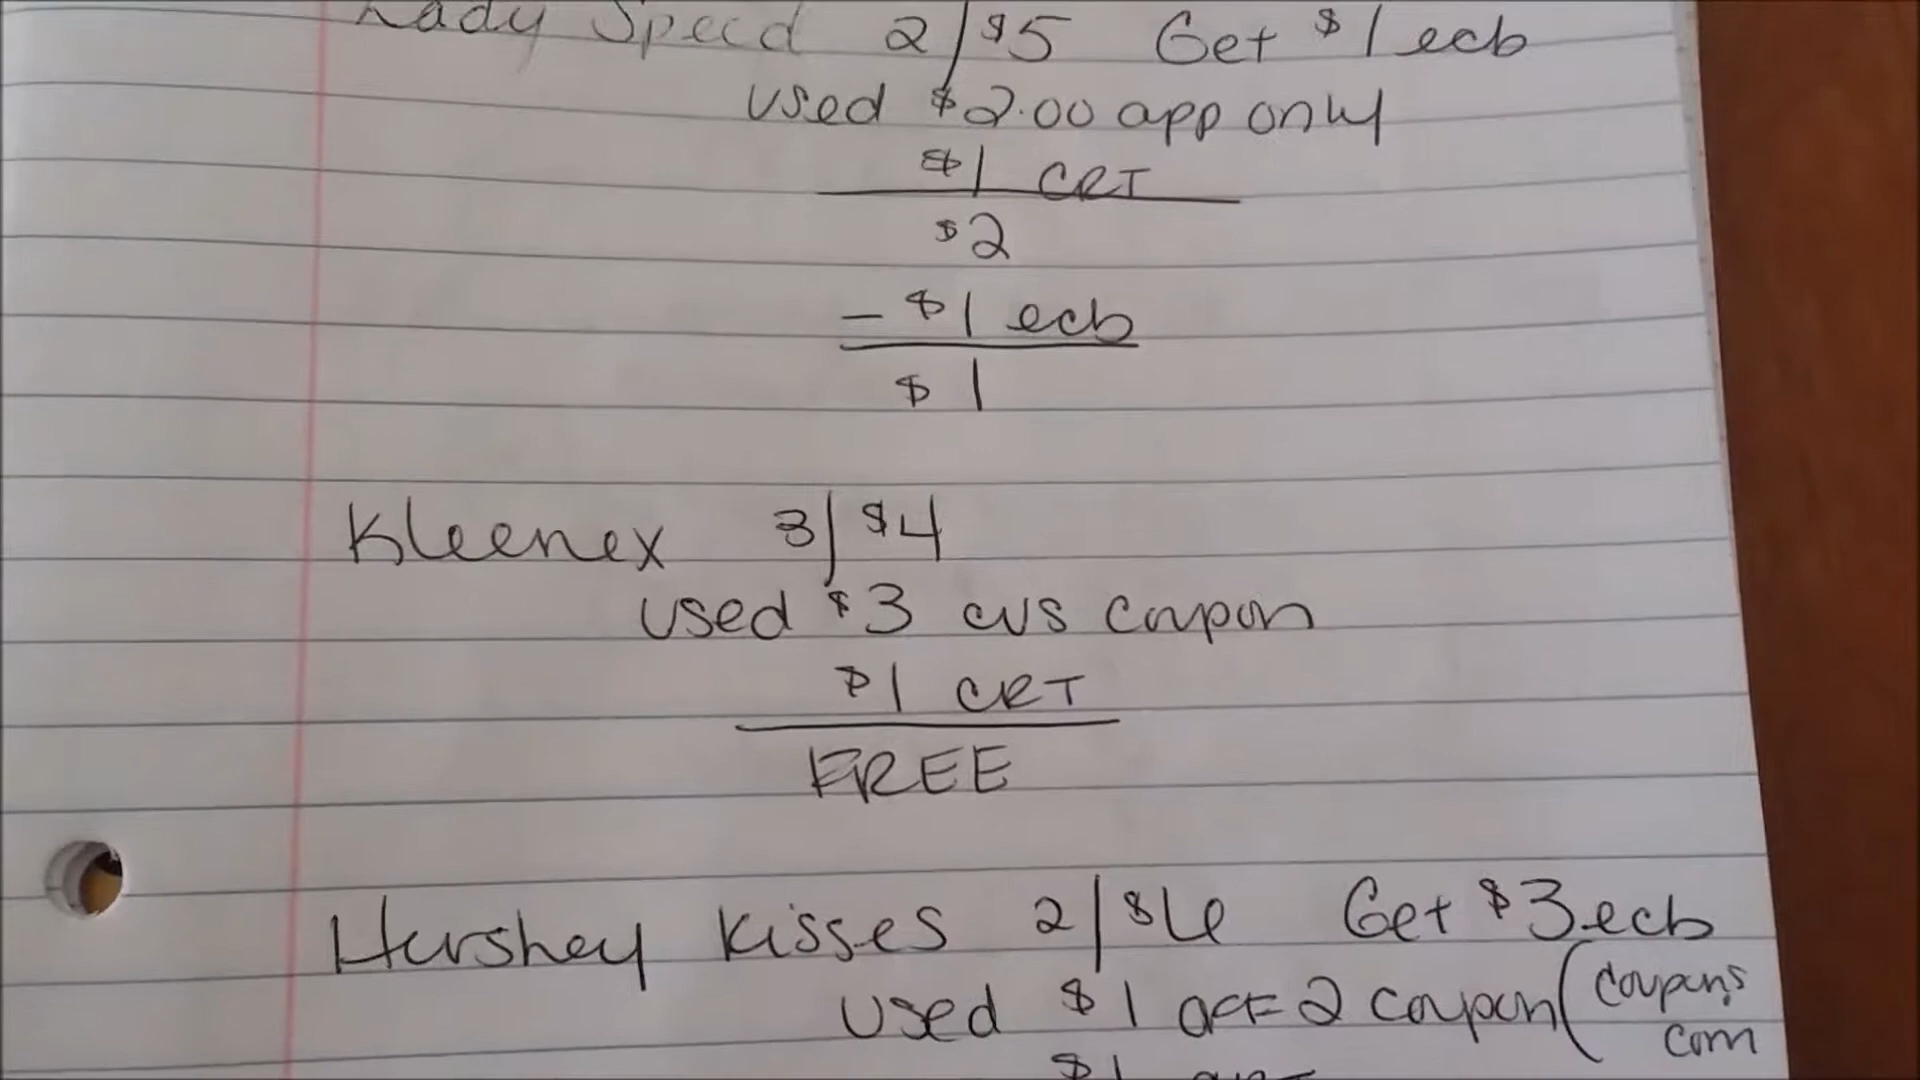 Lady Speed 2/$5 Get $1 ecb
used $2.00 app only
$1 CRT
$2
- $1 ecb
$1
Kleenex 3/$4
used $3 cvs coupon
$1 CRT
FREE
Hershey Kisses 2/$6 Get $3 ecb
used $1 off 2 coupon (coupons.
com
$1